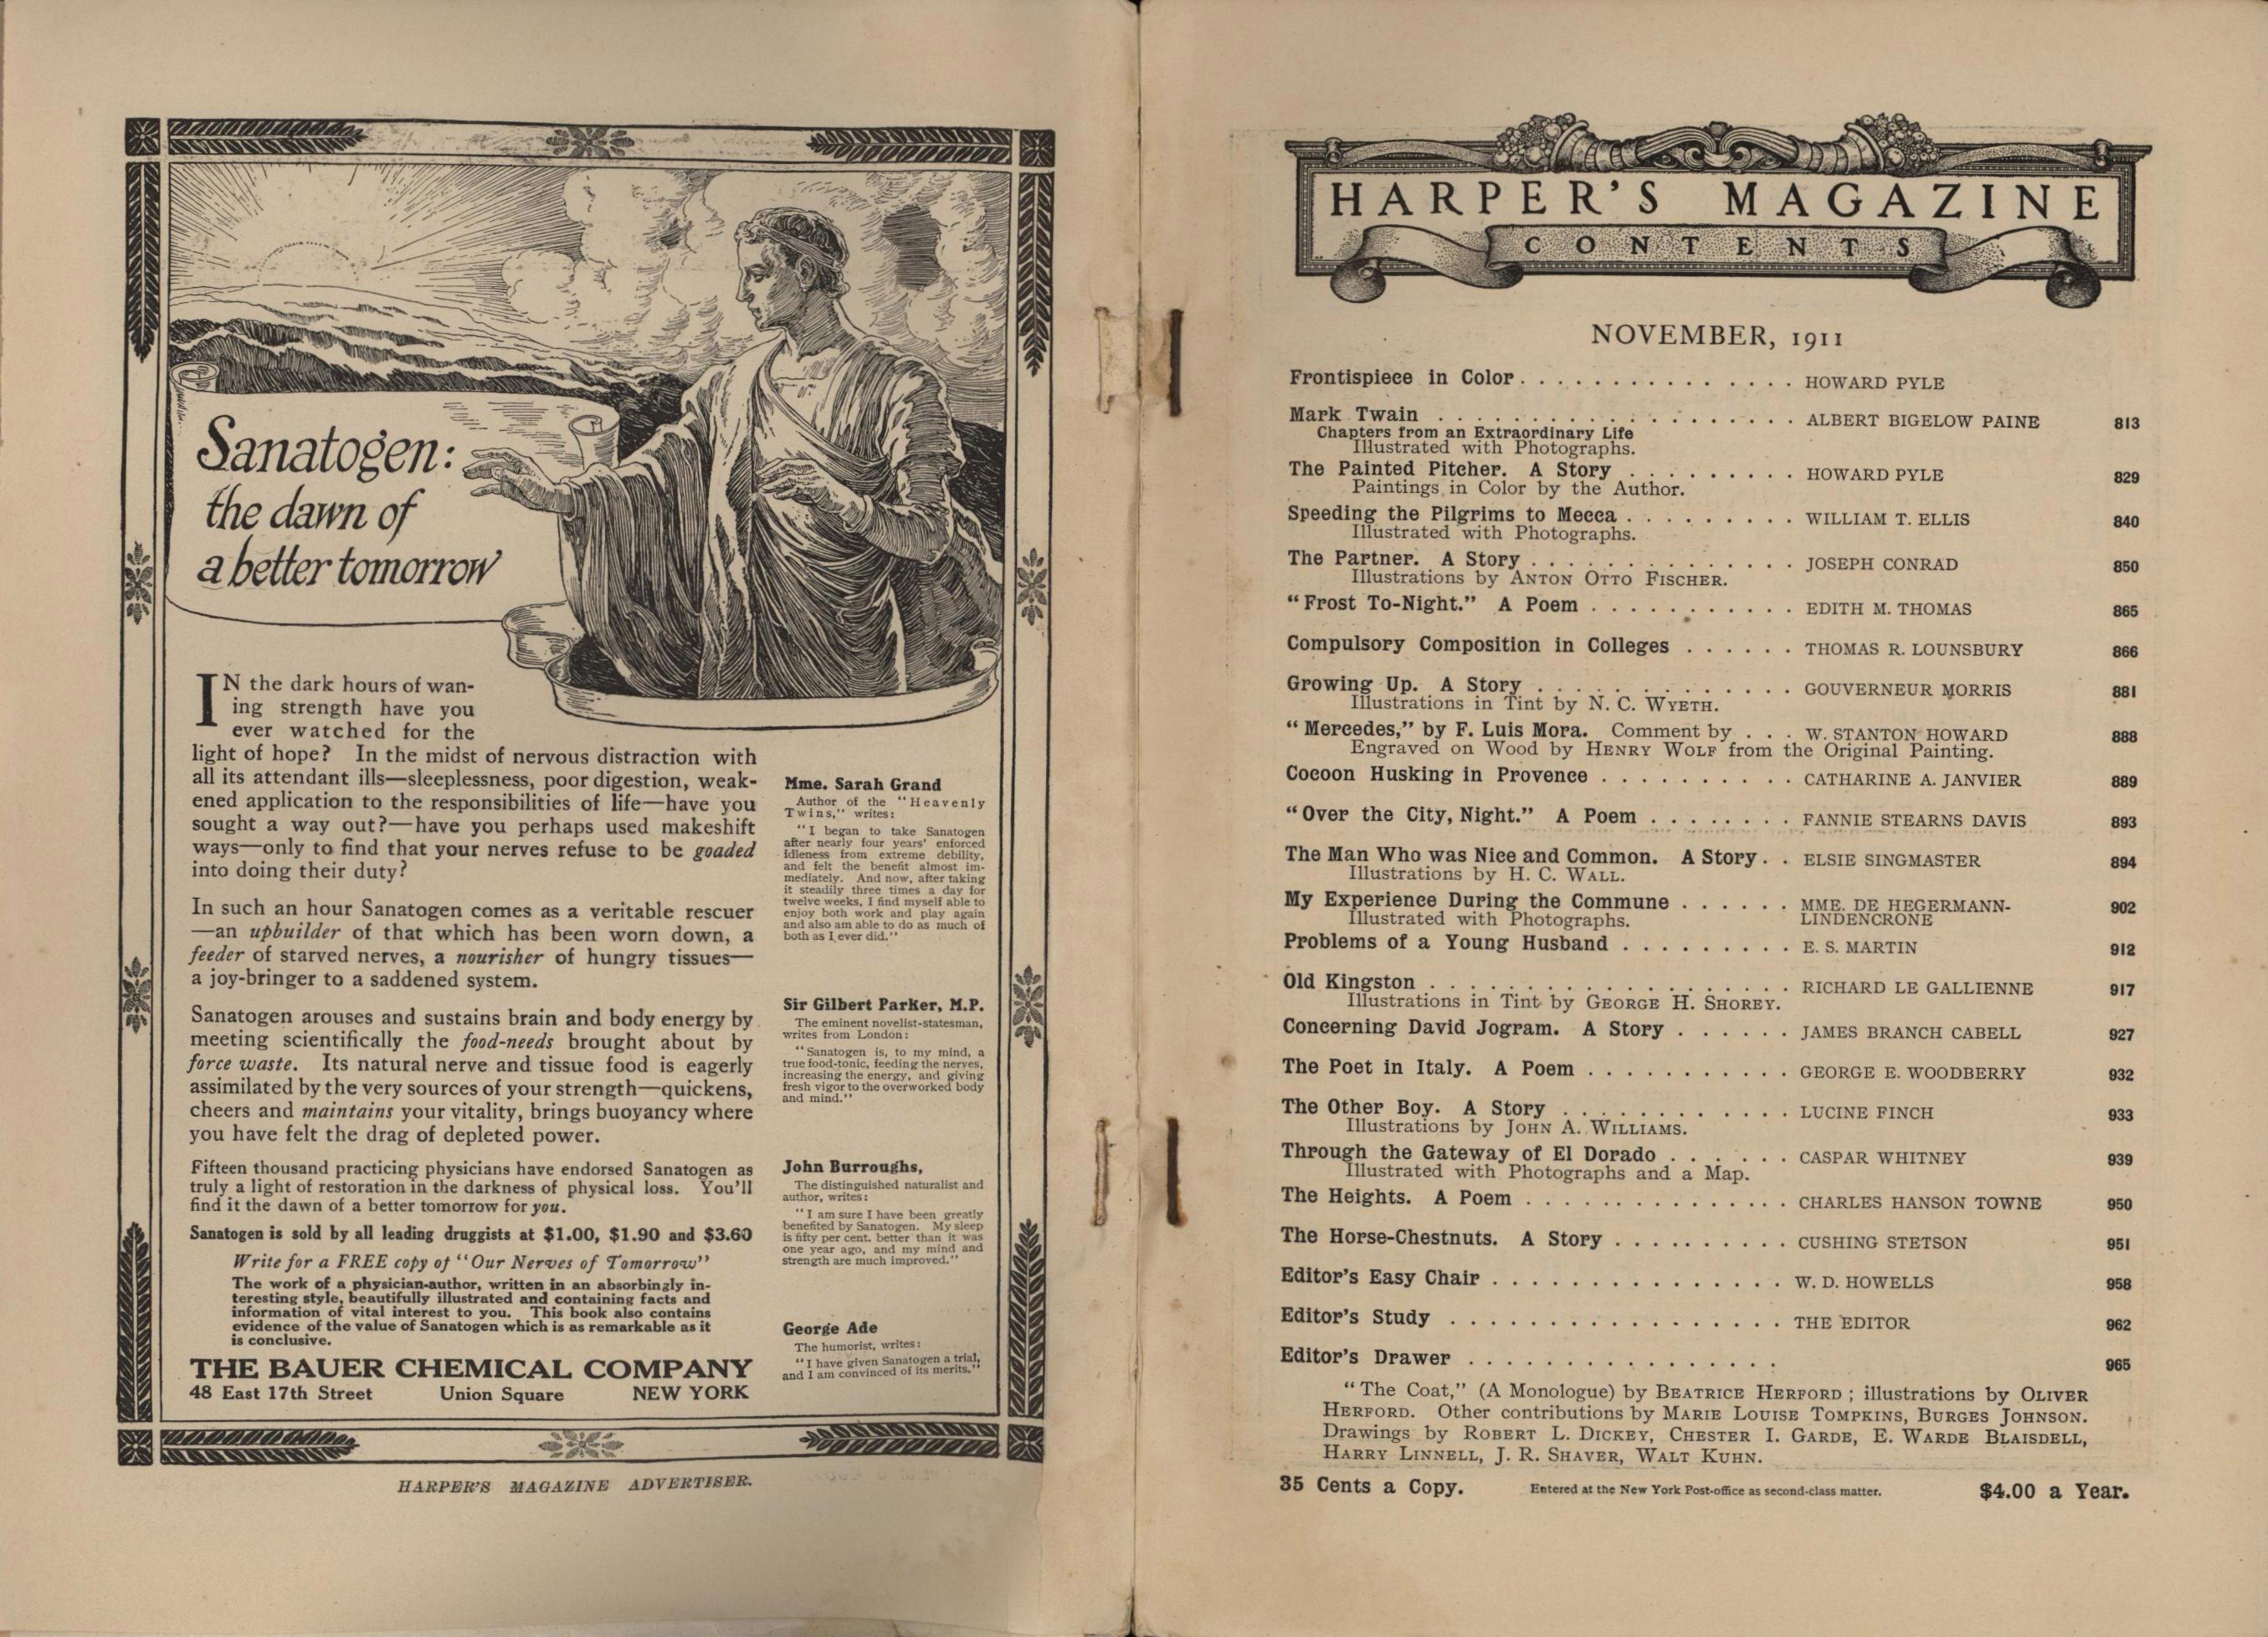 Sanatogen:
the dawn of
a better tomorrow
IN the dark hours of wan-
ing strength have you
ever watched for the
light of hope? In the midst of nervous distraction with
all its attendant ills—sleeplessness, poor digestion, weak-
ened application to the responsibilities of life—have you
sought a way out?—have you perhaps used makeshift
ways—only to find that your nerves refuse to be goaded
into doing their duty?
In such an hour Sanatogen comes as a veritable rescuer
—an upbuilder of that which has been worn down, a
feeder of starved nerves, a nourisher of hungry tissues—
a joy-bringer to a saddened system.
Sanatogen arouses and sustains brain and body energy by
meeting scientifically the food-needs brought about by
force waste. Its natural nerve and tissue food is eagerly
assimilated by the very sources of your strength—quickens,
cheers and maintains your vitality, brings buoyancy where
you have felt the drag of depleted power.
Fifteen thousand practicing physicians have endorsed Sanatogen as
truly a light of restoration in the darkness of physical loss. You'll
find it the dawn of a better tomorrow for you.
Sanatogen is sold by all leading druggists at $1.00, $1.90 and $3.60
Write for a FREE copy of "Our Nerves of Tomorrow"
The work of a physician-author, written in an absorbingly in-
teresting style, beautifully illustrated and containing facts and
information of vital interest to you. This book also contains
evidence of the value of Sanatogen which is as remarkable as it
is conclusive.
THE BAUER CHEMICAL COMPANY
48 East 17th Street Union Square NEW YORK
Mme. Sarah Grand
Author of the "Heavenly
Twins," writes:
"I began to take Sanatogen
after nearly four years' enforced
idleness from extreme debility,
and felt the benefit almost im-
mediately. And now, after taking
it steadily three times a day for
twelve weeks, I find myself able to
enjoy both work and play again
and also am able to do as much of
both as I ever did."
Sir Gilbert Parker, M.P.
The eminent novelist-statesman,
writes from London:
"Sanatogen is, to my mind, a
true food-tonic, feeding the nerves,
increasing the energy, and giving
fresh vigor to the overworked body
and mind."
John Burroughs,
The distinguished naturalist and
author, writes:
"I am sure I have been greatly
benefited by Sanatogen. My sleep
is fifty per cent. better than it was
one year ago, and my mind and
strength are much improved."
George Ade
The humorist, writes:
"I have given Sanatogen a trial,
and I am convinced of its merits."
HARPER'S MAGAZINE ADVERTISER.
HARPER'S MAGAZINE
CONTENTS
NOVEMBER, 1911
Frontispiece in Color . . . . . . . . . . . . . . . HOWARD PYLE
Mark Twain . . . . . . . . . . . . . . . . . . . ALBERT BIGELOW PAINE 813
Chapters from an Extraordinary Life
Illustrated with Photographs.
The Painted Pitcher. A Story . . . . . . . . . HOWARD PYLE 829
Paintings in Color by the Author.
Speeding the Pilgrims to Mecca . . . . . . . . . WILLIAM T. ELLIS 840
Illustrated with Photographs.
The Partner. A Story . . . . . . . . . . . . . . JOSEPH CONRAD 850
Illustrations by ANTON OTTO FISCHER.
"Frost To-Night." A Poem . . . . . . . . . . . EDITH M. THOMAS 865
Compulsory Composition in Colleges . . . . . . THOMAS R. LOUNSBURY 866
Growing Up. A Story . . . . . . . . . . . . . . GOUVERNEUR MORRIS 881
Illustrations in Tint by N. C. WYETH.
"Mercedes," by F. Luis Mora. Comment by . . . W. STANTON HOWARD 888
Engraved on Wood by HENRY WOLF from the Original Painting.
Cocoon Husking in Provence . . . . . . . . . . CATHARINE A. JANVIER 889
"Over the City, Night." A Poem . . . . . . . . FANNIE STEARNS DAVIS 893
The Man Who was Nice and Common. A Story . . ELSIE SINGMASTER 894
Illustrations by H. C. WALL.
My Experience During the Commune . . . . . . MME. DE HEGERMANN- 902
Illustrated with Photographs. LINDENCRONE
Problems of a Young Husband . . . . . . . . . E. S. MARTIN 912
Old Kingston . . . . . . . . . . . . . . . . . . . RICHARD LE GALLIENNE 917
Illustrations in Tint by GEORGE H. SHOREY.
Concerning David Jogram. A Story . . . . . . JAMES BRANCH CABELL 927
The Poet in Italy. A Poem . . . . . . . . . . . GEORGE E. WOODBERRY 932
The Other Boy. A Story . . . . . . . . . . . . LUCINE FINCH 933
Illustrations by JOHN A. WILLIAMS.
Through the Gateway of El Dorado . . . . . . CASPAR WHITNEY 939
Illustrated with Photographs and a Map.
The Heights. A Poem . . . . . . . . . . . . . . CHARLES HANSON TOWNE 950
The Horse-Chestnuts. A Story . . . . . . . . . . CUSHING STETSON 951
Editor's Easy Chair . . . . . . . . . . . . . . . W. D. HOWELLS 958
Editor's Study . . . . . . . . . . . . . . . . . THE EDITOR 962
Editor's Drawer . . . . . . . . . . . . . . . . 965
"The Coat," (A Monologue) by BEATRICE HERFORD; illustrations by OLIVER
HERFORD. Other contributions by MARIE LOUISE TOMPKINS, BURGES JOHNSON.
Drawings by ROBERT L. DICKEY, CHESTER I. GARDE, E. WARDE BLAISDELL,
HARRY LINNELL, J. R. SHAVER, WALT KUHN.
35 Cents a Copy. Entered at the New York Post-office as second-class matter. $4.00 a Year.